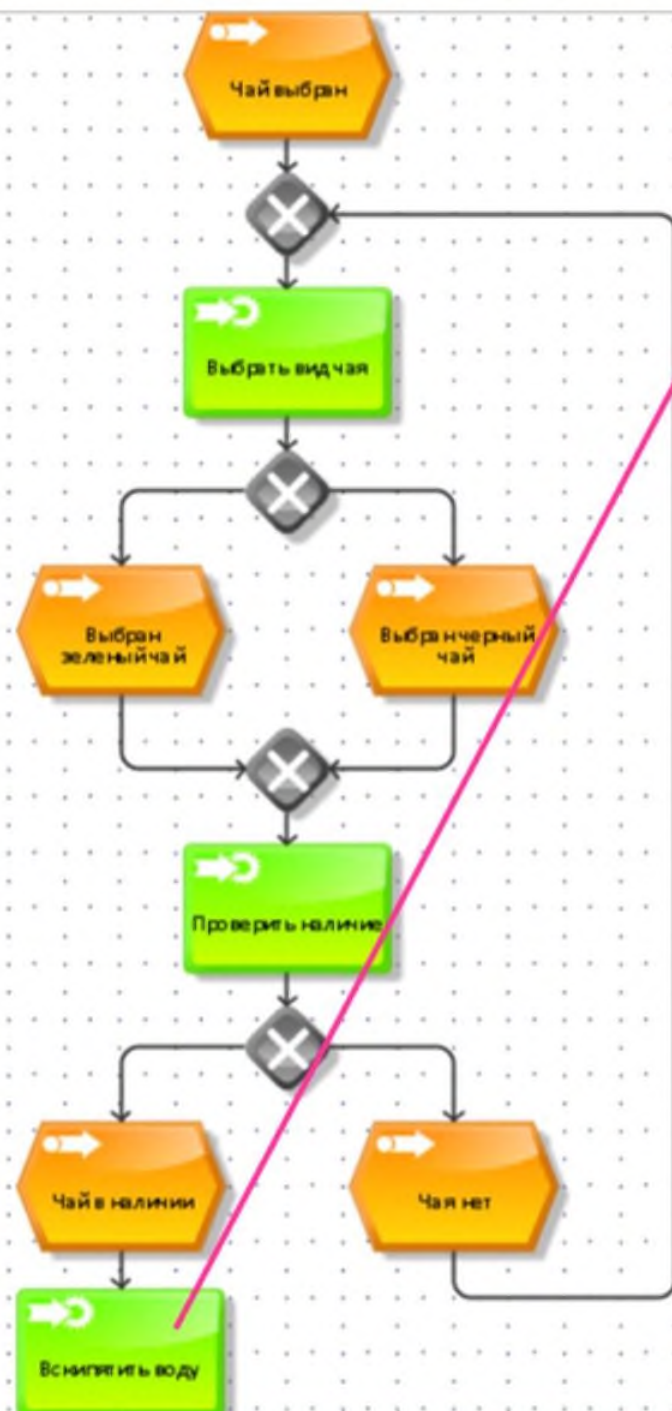 Чай выбран
Выбрать вид чая
Выбран
зеленый чай
Выбран черный
чай
Проверить наличие
Чай в наличии
Чая нет
Вскипятить воду